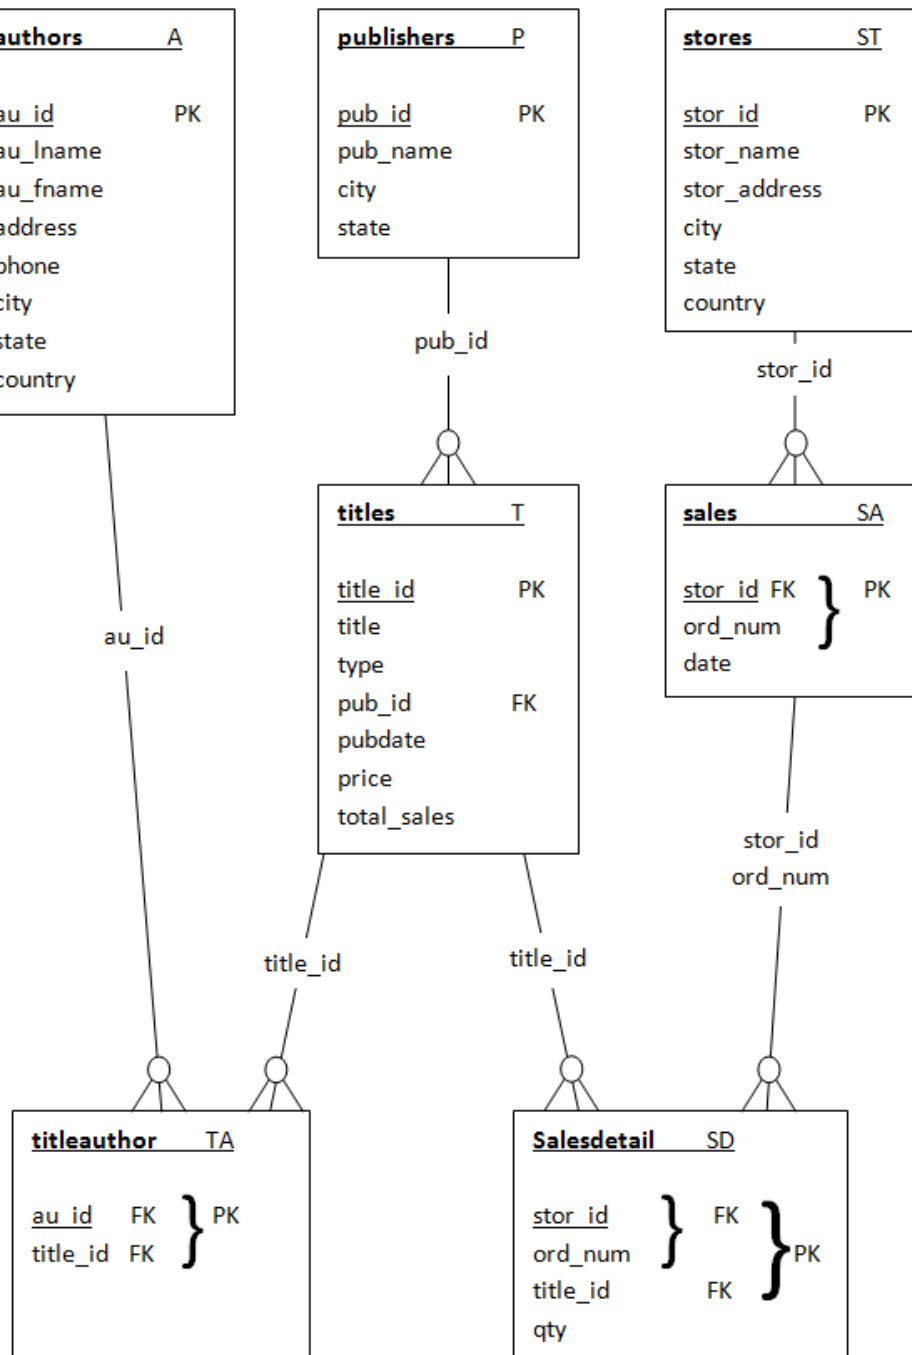 authors A
au_id PK
au_lname
au_fname
address
phone
city
state
country
publishers P
pub_id PK
pub_name
city
state
stores ST
stor_id PK
stor_name
stor_address
city
state
country
pub_id
stor_id
titles T
title_id PK
title
type
pub_id FK
pubdate
price
total_sales
sales SA
stor_id FK } PK
ord_num
date
au_id
stor_id
ord_num
title_id
title_id
titleauthor TA
au_id FK } PK
title_id FK
Salesdetail SD
stor_id } FK
ord_num } PK
title_id FK
qty